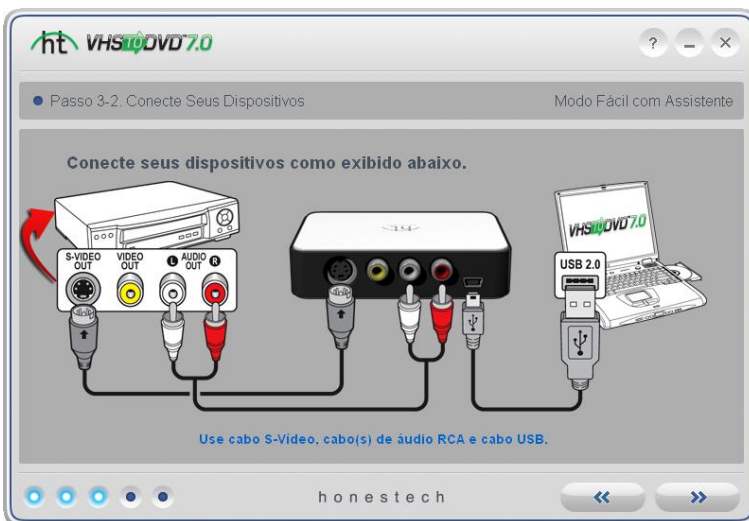 ht VHS TO DVD 7.0
?
Passo 3-2. Conecte Seus Dispositivos
Modo Fácil com Assistente
Conecte seus dispositivos como exibido abaixo.
S-VIDEO OUT
VIDEO OUT
L AUDIO OUT R
ht
VHS TO DVD 7.0
USB 2.0
Use cabo S-Vídeo, cabo(s) de áudio RCA e cabo USB.
honestech